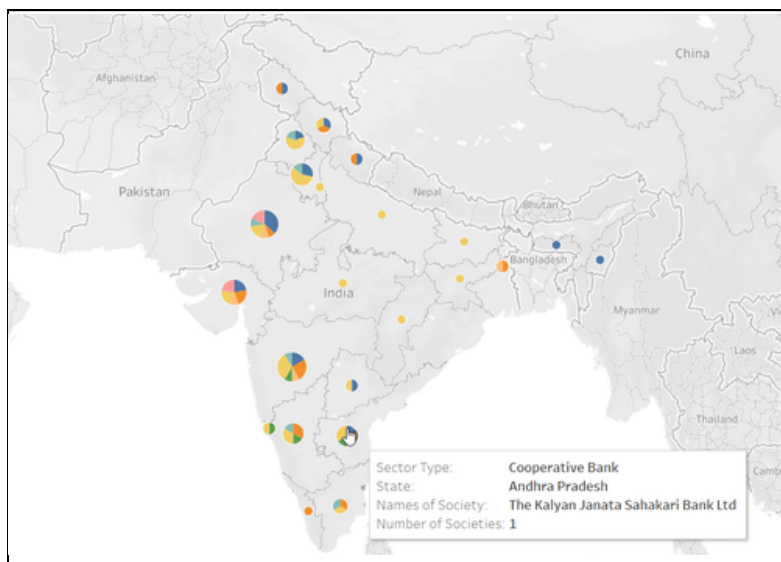 China
Afghanistan
Pakistan
Nepal
Bhutan
Bangladesh
India
Myanmar
Laos
Thailand
Sector Type: Cooperative Bank
State: Andhra Pradesh
Names of Society: The Kalyan Janata Sahakari Bank Ltd
Number of Societies: 1